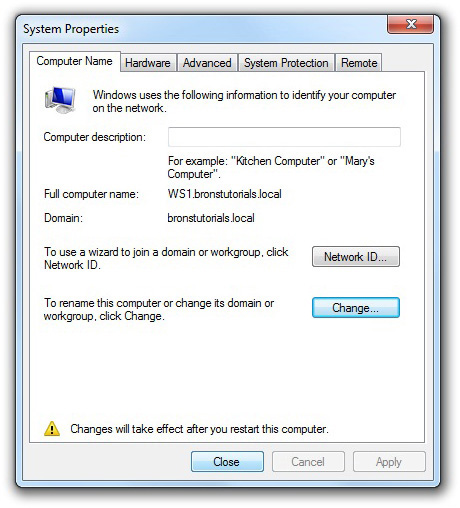 System Properties
Computer Name Hardware Advanced System Protection Remote
Windows uses the following information to identify your computer
on the network.
Computer description:
For example: "Kitchen Computer" or "Mary's
Computer".
Full computer name: WS1.bronstutorials.local
Domain: bronstutorials.local
To use a wizard to join a domain or workgroup, click
Network ID.
Network ID...
To rename this computer or change its domain or
workgroup, click Change.
Change...
Changes will take effect after you restart this computer.
Close Cancel Apply